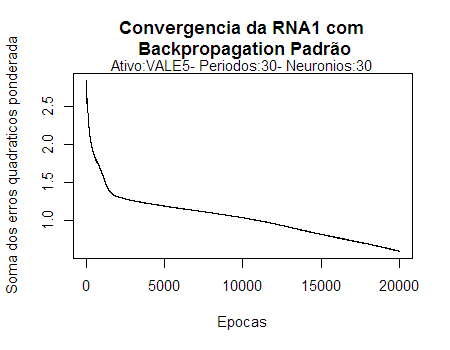 Convergencia da RNA1 com
Backpropagation Padrão
Ativo:VALE5- Periodos:30- Neuronios:30
Soma dos erros quadraticos ponderada
2.5
2.0
1.5
1.0
0 5000 10000 15000 20000
Epocas